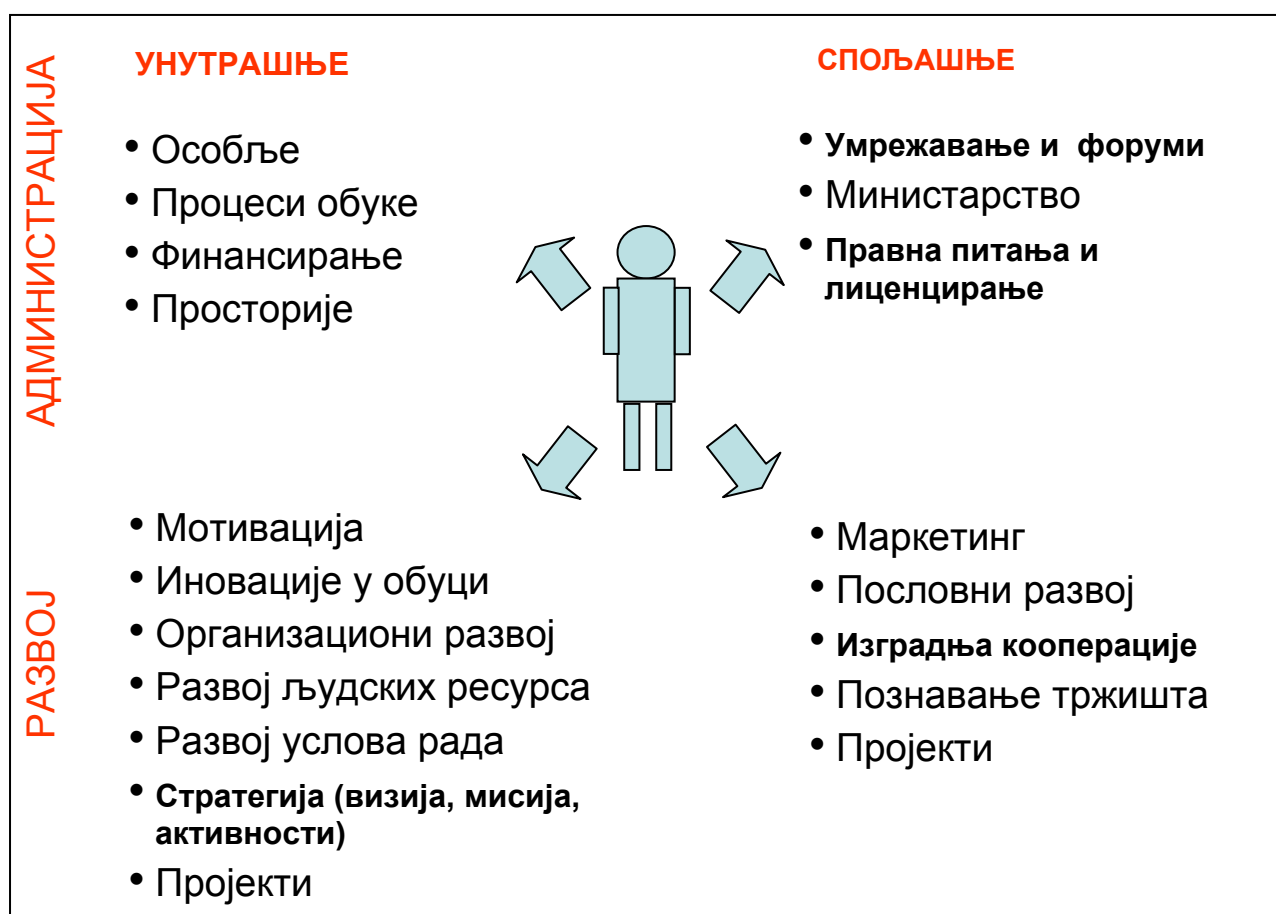 УНУТРАШЊЕ
СПОЉАШЊЕ
АДМИНИСТРАЦИЈА
• Особље
• Процеси обуке
• Финансирање
• Просторије
• Умрежавање и форуми
• Министарство
• Правна питања и
лиценцирање
РАЗВОЈ
• Мотивација
• Иновације у обуци
• Организациони развој
• Развој људских ресурса
• Развој услова рада
• Стратегија (визија, мисија,
активности)
• Пројекти
• Маркетинг
• Пословни развој
• Изградња кооперације
• Познавање тржишта
• Пројекти